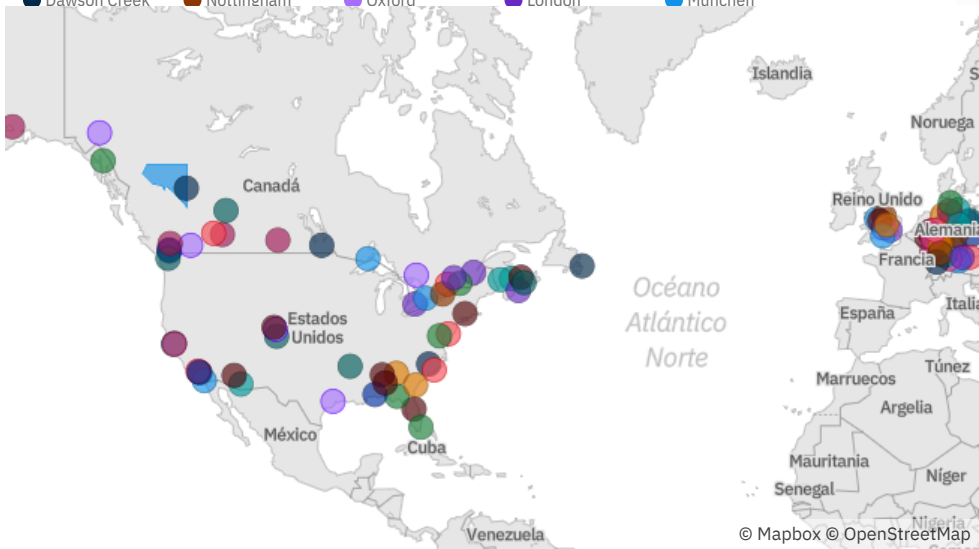 Dawson Creek Nottingham Oxford London München
Islandia
Noruega
Canadá
Reino Unido
Alemania
Francia
Océano
Atlántico
Norte
Estados
Unidos
España
Túnez
Marruecos
Argelia
México
Cuba
Mauritania
Níger
Senegal
Nigeria
Venezuela
© Mapbox © OpenStreetMap